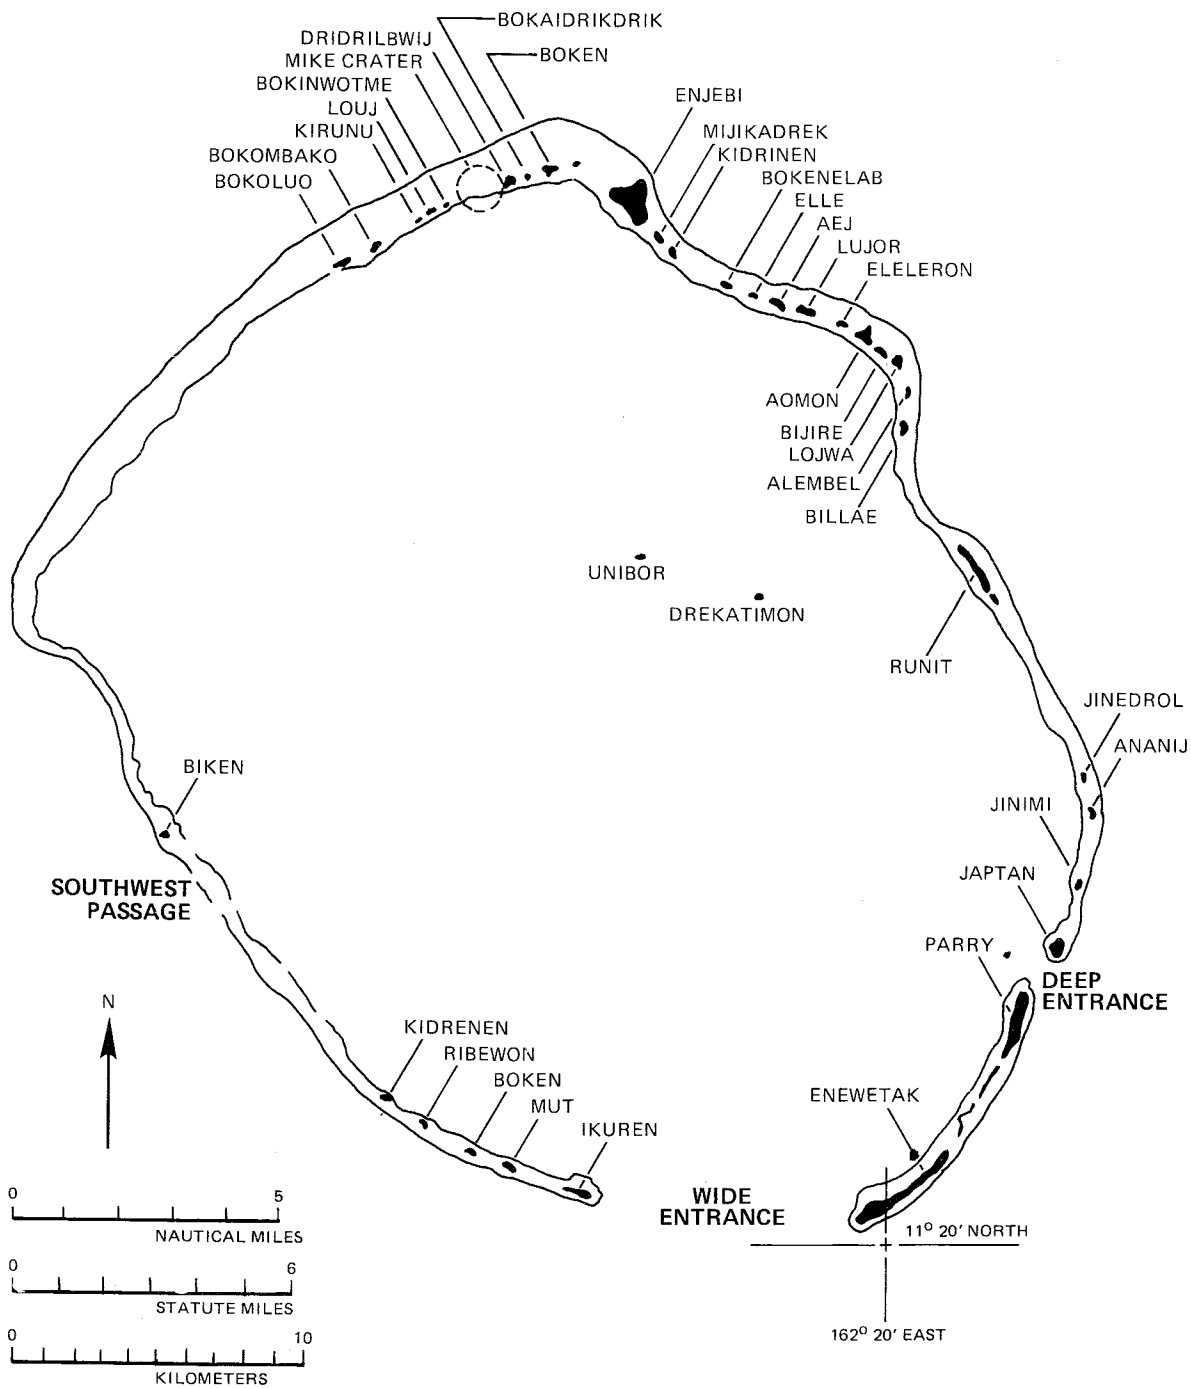 BOKAIDRIKDRIK
DRIDRILBWIJ
BOKEN
MIKE CRATER
BOKINWOTME
LOUJ
KIRUNU
BOKOMBAKO
BOKOLUO
ENJEBI
MIJIKADREK
KIDRINEN
BOKENELAB
ELLE
AEJ
LUJOR
ELELERON
AOMON
BIJIRE
LOJWA
ALEMBEL
BILLAE
UNIBOR
DREKATIMON
RUNIT
JINEDROL
ANANIJ
BIKEN
JINIMI
SOUTHWEST
PASSAGE
JAPTAN
PARRY
DEEP
ENTRANCE
N
KIDRENEN
RIBEWON
BOKEN
MUT
IKUREN
ENEWETAK
WIDE
ENTRANCE
11° 20' NORTH
162° 20' EAST
0 5
NAUTICAL MILES
0 6
STATUTE MILES
0 10
KILOMETERS